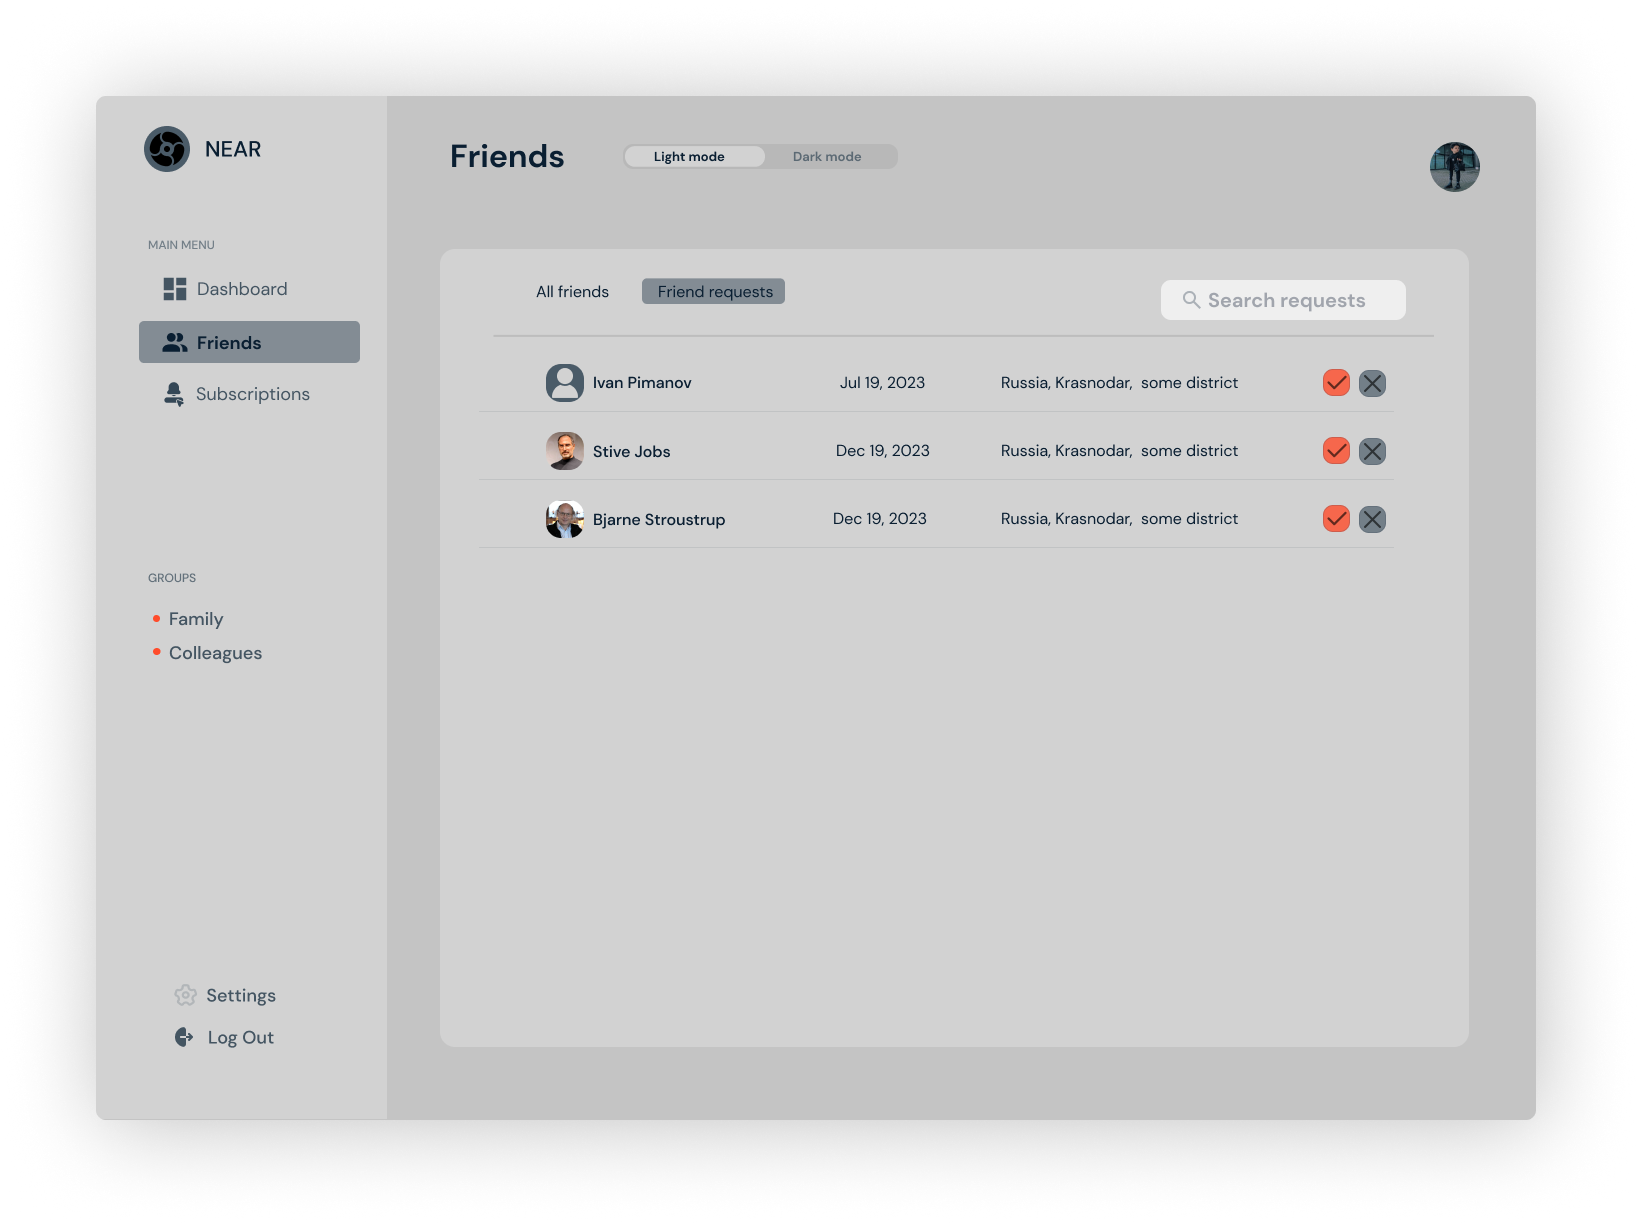 NEAR
Friends
Light mode
Dark mode
MAIN MENU
Dashboard
Friends
Subscriptions
GROUPS
Family
Colleagues
Settings
Log Out
All friends
Friend requests
Search requests
Ivan Pimanov Jul 19, 2023 Russia, Krasnodar, some district
Stive Jobs Dec 19, 2023 Russia, Krasnodar, some district
Bjarne Stroustrup Dec 19, 2023 Russia, Krasnodar, some district